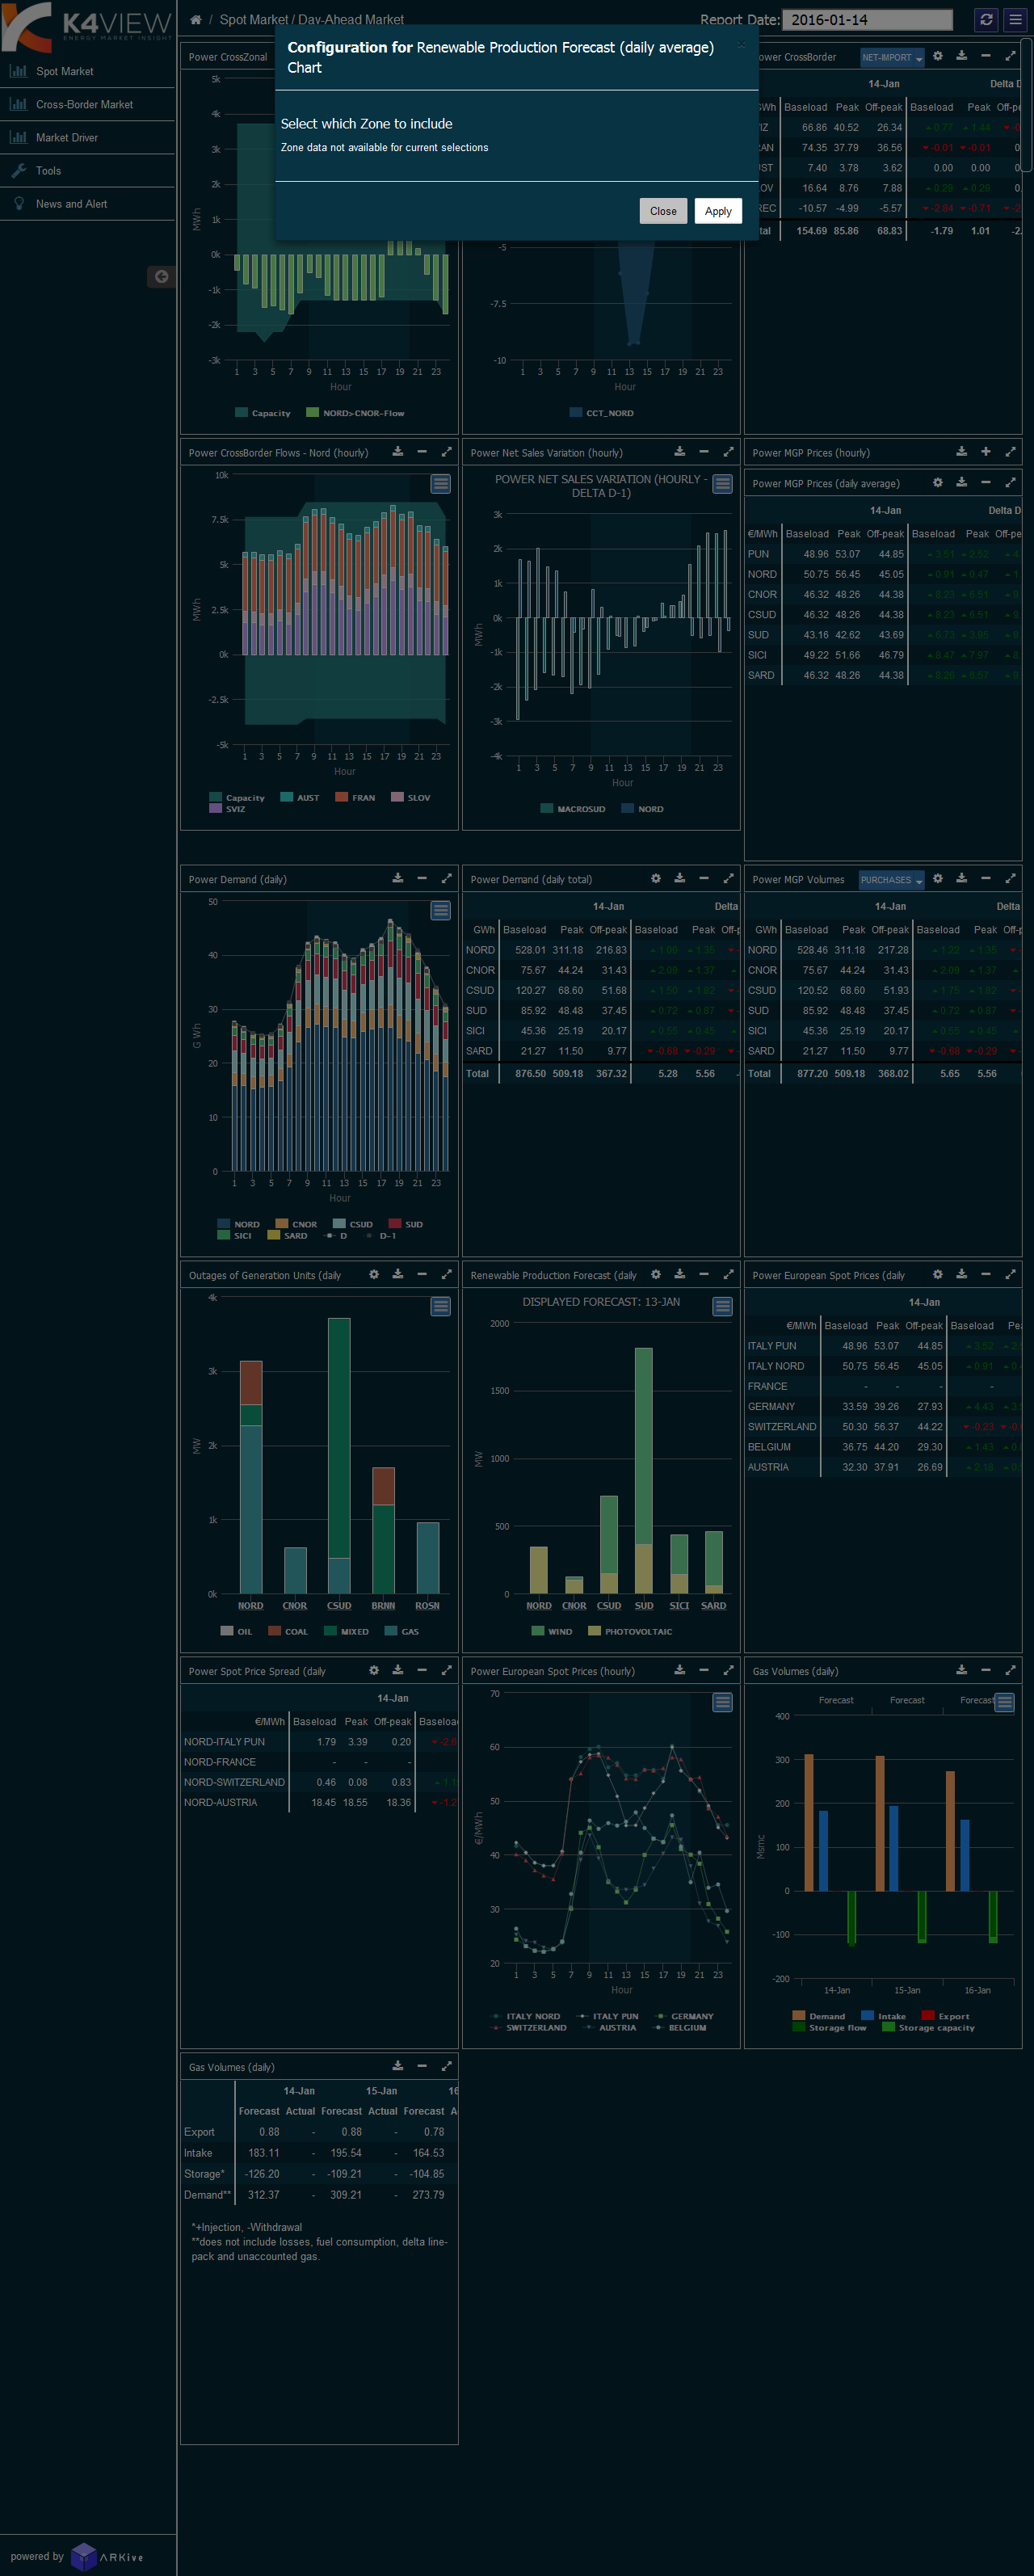 K4VIEW
ENERGY MARKET INSIGHT
/ Spot Market / Day-Ahead Market
Report Date: 2016-01-14
Spot Market
Cross-Border Market
Market Driver
Tools
News and Alert
Configuration for Renewable Production Forecast (daily average)
Chart
Select which Zone to include
Zone data not available for current selections
Close Apply
Power CrossZonal
5k
4k
3k
2k
1k
0k
-1k
-2k
-3k
MWh
1 3 5 7 9 11 13 15 17 19 21 23
Hour
Capacity NORD>CNOR-Flow
-5
-7.5
-10
1 3 5 7 9 11 13 15 17 19 21 23
Hour
CCT_NORD
ower CrossBorder NET-IMPORT
14-Jan Delta D
Wh Baseload Peak Off-peak Baseload Peak Off-pe
VIZ 66.86 40.52 26.34 0.77 1.44
RAN 74.35 37.79 36.56 -0.01 -0.01 0
UST 7.40 3.78 3.62 0.00 0.00 0
LOV 16.64 8.76 7.88 0.29 0.29 0
REC -10.57 -4.99 -5.57 -2.84 -0.71 -2
tal 154.69 85.86 68.83 -1.79 1.01 -2.
Power CrossBorder Flows - Nord (hourly)
10k
7.5k
5k
2.5k
0k
-2.5k
-5k
MWh
1 3 5 7 9 11 13 15 17 19 21 23
Hour
Capacity AUST FRAN SLOV
SVIZ
Power Net Sales Variation (hourly)
POWER NET SALES VARIATION (HOURLY -
DELTA D-1)
3k
2k
1k
0k
-1k
-2k
-3k
-4k
MWh
1 3 5 7 9 11 13 15 17 19 21 23
Hour
MACROSUD NORD
Power MGP Prices (hourly)
Power MGP Prices (daily average)
14-Jan Delta D
€/MWh Baseload Peak Off-peak Baseload Peak Off-pe
PUN 48.96 53.07 44.85 3.51 2.52 4.
NORD 50.75 56.45 45.05 0.91 0.47 1.
CNOR 46.32 48.26 44.38 8.23 6.51 9.
CSUD 46.32 48.26 44.38 8.23 6.51 9.
SUD 43.16 42.62 43.69 6.73 3.95 8.
SICI 49.22 51.66 46.79 8.47 7.97 8.
SARD 46.32 48.26 44.38 8.26 6.57 9.
Power Demand (daily)
50
40
30
20
10
0
G Wh
1 3 5 7 9 11 13 15 17 19 21 23
Hour
NORD CNOR CSUD SUD
SICI SARD D D-1
Power Demand (daily total)
14-Jan Delta
GWh Baseload Peak Off-peak Baseload Peak Off-p
NORD 528.01 311.18 216.83 1.09 1.35
CNOR 75.67 44.24 31.43 2.09 1.37
CSUD 120.27 68.60 51.68 1.50 1.82
SUD 85.92 48.48 37.45 0.72 0.87
SICI 45.36 25.19 20.17 0.55 0.45
SARD 21.27 11.50 9.77 -0.68 -0.29
Total 876.50 509.18 367.32 5.28 5.56 -
Power MGP Volumes PURCHASES
14-Jan Delta
GWh Baseload Peak Off-peak Baseload Peak Off-p
NORD 528.46 311.18 217.28 1.22 1.35
CNOR 75.67 44.24 31.43 2.09 1.37
CSUD 120.52 68.60 51.93 1.75 1.82
SUD 85.92 48.48 37.45 0.72 0.87
SICI 45.36 25.19 20.17 0.55 0.45
SARD 21.27 11.50 9.77 -0.68 -0.29
Total 877.20 509.18 368.02 5.65 5.56
Outages of Generation Units (daily
4k
3k
2k
1k
0k
MW
NORD CNOR CSUD BRNN ROSN
OIL COAL MIXED GAS
Renewable Production Forecast (daily
DISPLAYED FORECAST: 13-JAN
2000
1500
1000
500
0
MW
NORD CNOR CSUD SUD SICI SARD
WIND PHOTOVOLTAIC
Power European Spot Prices (daily
14-Jan
€/MWh Baseload Peak Off-peak Baseload Pea
ITALY PUN 48.96 53.07 44.85 3.52 2.
ITALY NORD 50.75 56.45 45.05 0.91 0.
FRANCE - - - -
GERMANY 33.59 39.26 27.93 4.43 3.
SWITZERLAND 50.30 56.37 44.22 -0.23 -0.
BELGIUM 36.75 44.20 29.30 1.43 0.
AUSTRIA 32.30 37.91 26.69 2.18 0.
Power Spot Price Spread (daily
14-Jan
€/MWh Baseload Peak Off-peak Baseload
NORD-ITALY PUN 1.79 3.39 0.20 -2.6
NORD-FRANCE - - -
NORD-SWITZERLAND 0.46 0.08 0.83 1.1
NORD-AUSTRIA 18.45 18.55 18.36 -1.2
Power European Spot Prices (hourly)
70
60
50
40
30
20
€/MWh
1 3 5 7 9 11 13 15 17 19 21 23
Hour
ITALY NORD ITALY PUN GERMANY
SWITZERLAND AUSTRIA BELGIUM
Gas Volumes (daily)
Forecast Forecast Forecast
400
300
200
100
0
-100
-200
Msmc
14-Jan 15-Jan 16-Jan
Demand Intake Export
Storage flow Storage capacity
Gas Volumes (daily)
14-Jan 15-Jan 16
Forecast Actual Forecast Actual Forecast A
Export 0.88 - 0.88 - 0.78
Intake 183.11 - 195.54 - 164.53
Storage* -126.20 - -109.21 - -104.85
Demand** 312.37 - 309.21 - 273.79
*+Injection, -Withdrawal
**does not include losses, fuel consumption, delta line-
pack and unaccounted gas.
powered by ARKive